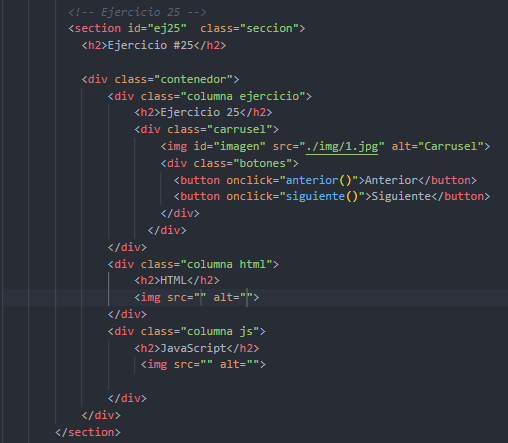 <!-- Ejercicio 25 -->
<section id="ej25"  class="seccion">
<h2>Ejercicio #25</h2>
<div class="contenedor">
<div class="columna ejercicio">
<h2>Ejercicio 25</h2>
<div class="carrusel">
<img id="imagen" src="./img/1.jpg" alt="Carrusel">
<div class="botones">
<button onclick="anterior()">Anterior</button>
<button onclick="siguiente()">Siguiente</button>
</div>
</div>
</div>
<div class="columna html">
<h2>HTML</h2>
<img src="" alt="">
</div>
<div class="columna js">
<h2>JavaScript</h2>
<img src="" alt="">
</div>
</div>
</section>